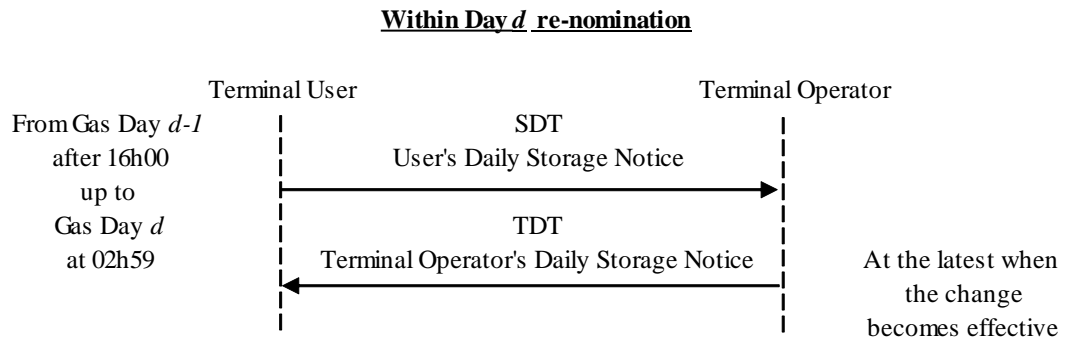 Within Day d re-nomination
Terminal User
Terminal Operator
From Gas Day d-1
after 16h00
up to
Gas Day d
at 02h59
SDT
User's Daily Storage Notice
TDT
Terminal Operator's Daily Storage Notice
At the latest when
the change
becomes effective